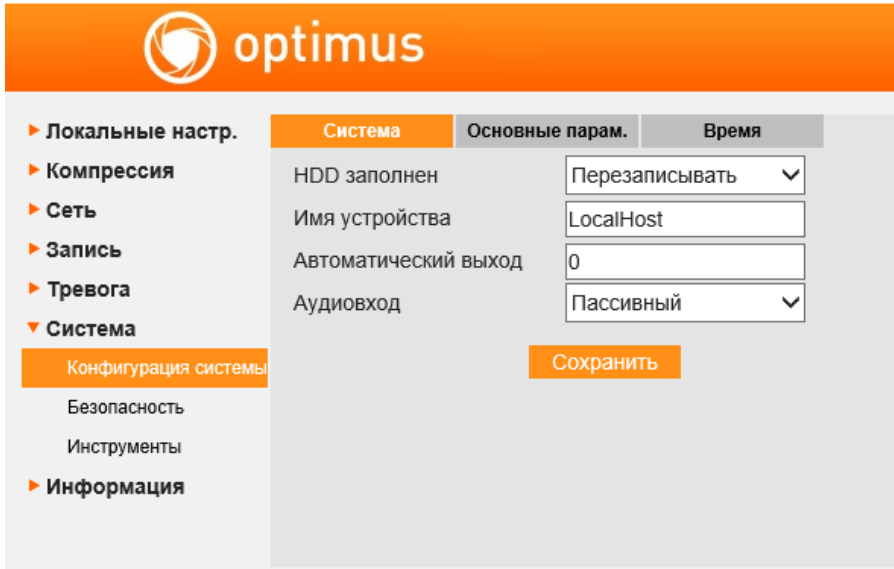 optimus
Локальные настр.
Компрессия
Сеть
Запись
Тревога
Система
Конфигурация системы
Безопасность
Инструменты
Информация
Система Основные парам. Время
HDD заполнен Перезаписывать
Имя устройства LocalHost
Автоматический выход 0
Аудиовход Пассивный
Сохранить